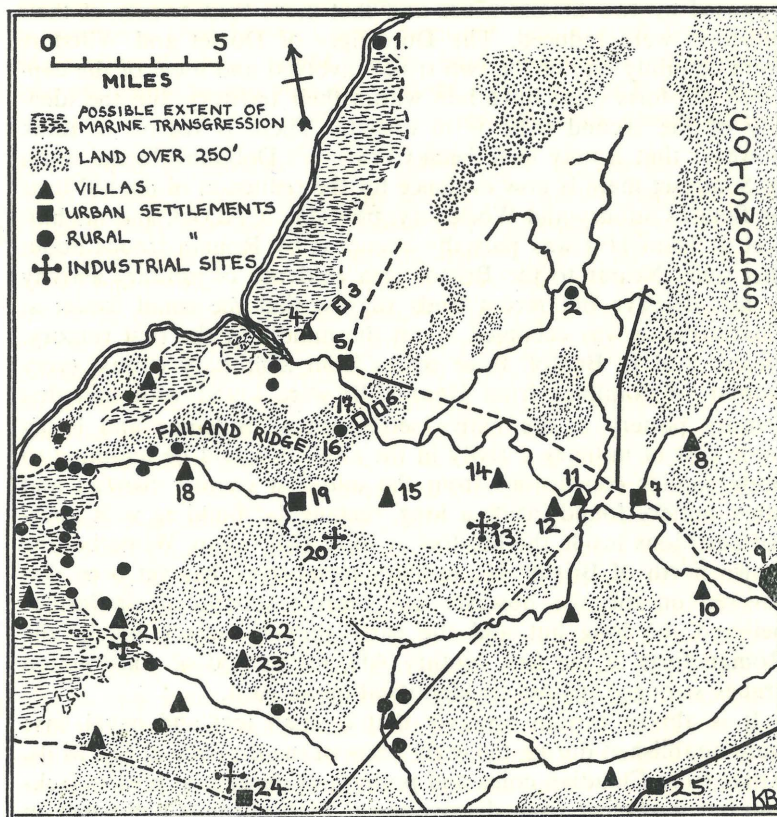 0 5
MILES
POSSIBLE EXTENT OF
MARINE TRANSGRESSION
LAND OVER 250'
VILLAS
URBAN SETTLEMENTS
RURAL "
INDUSTRIAL SITES
COTSWOLDS
1.
2
3
4
5
6
17
16
FAILAND RIDGE
8
14
11
7
18
19
15
12
20
13
9
10
21
22
23
24
25
KB